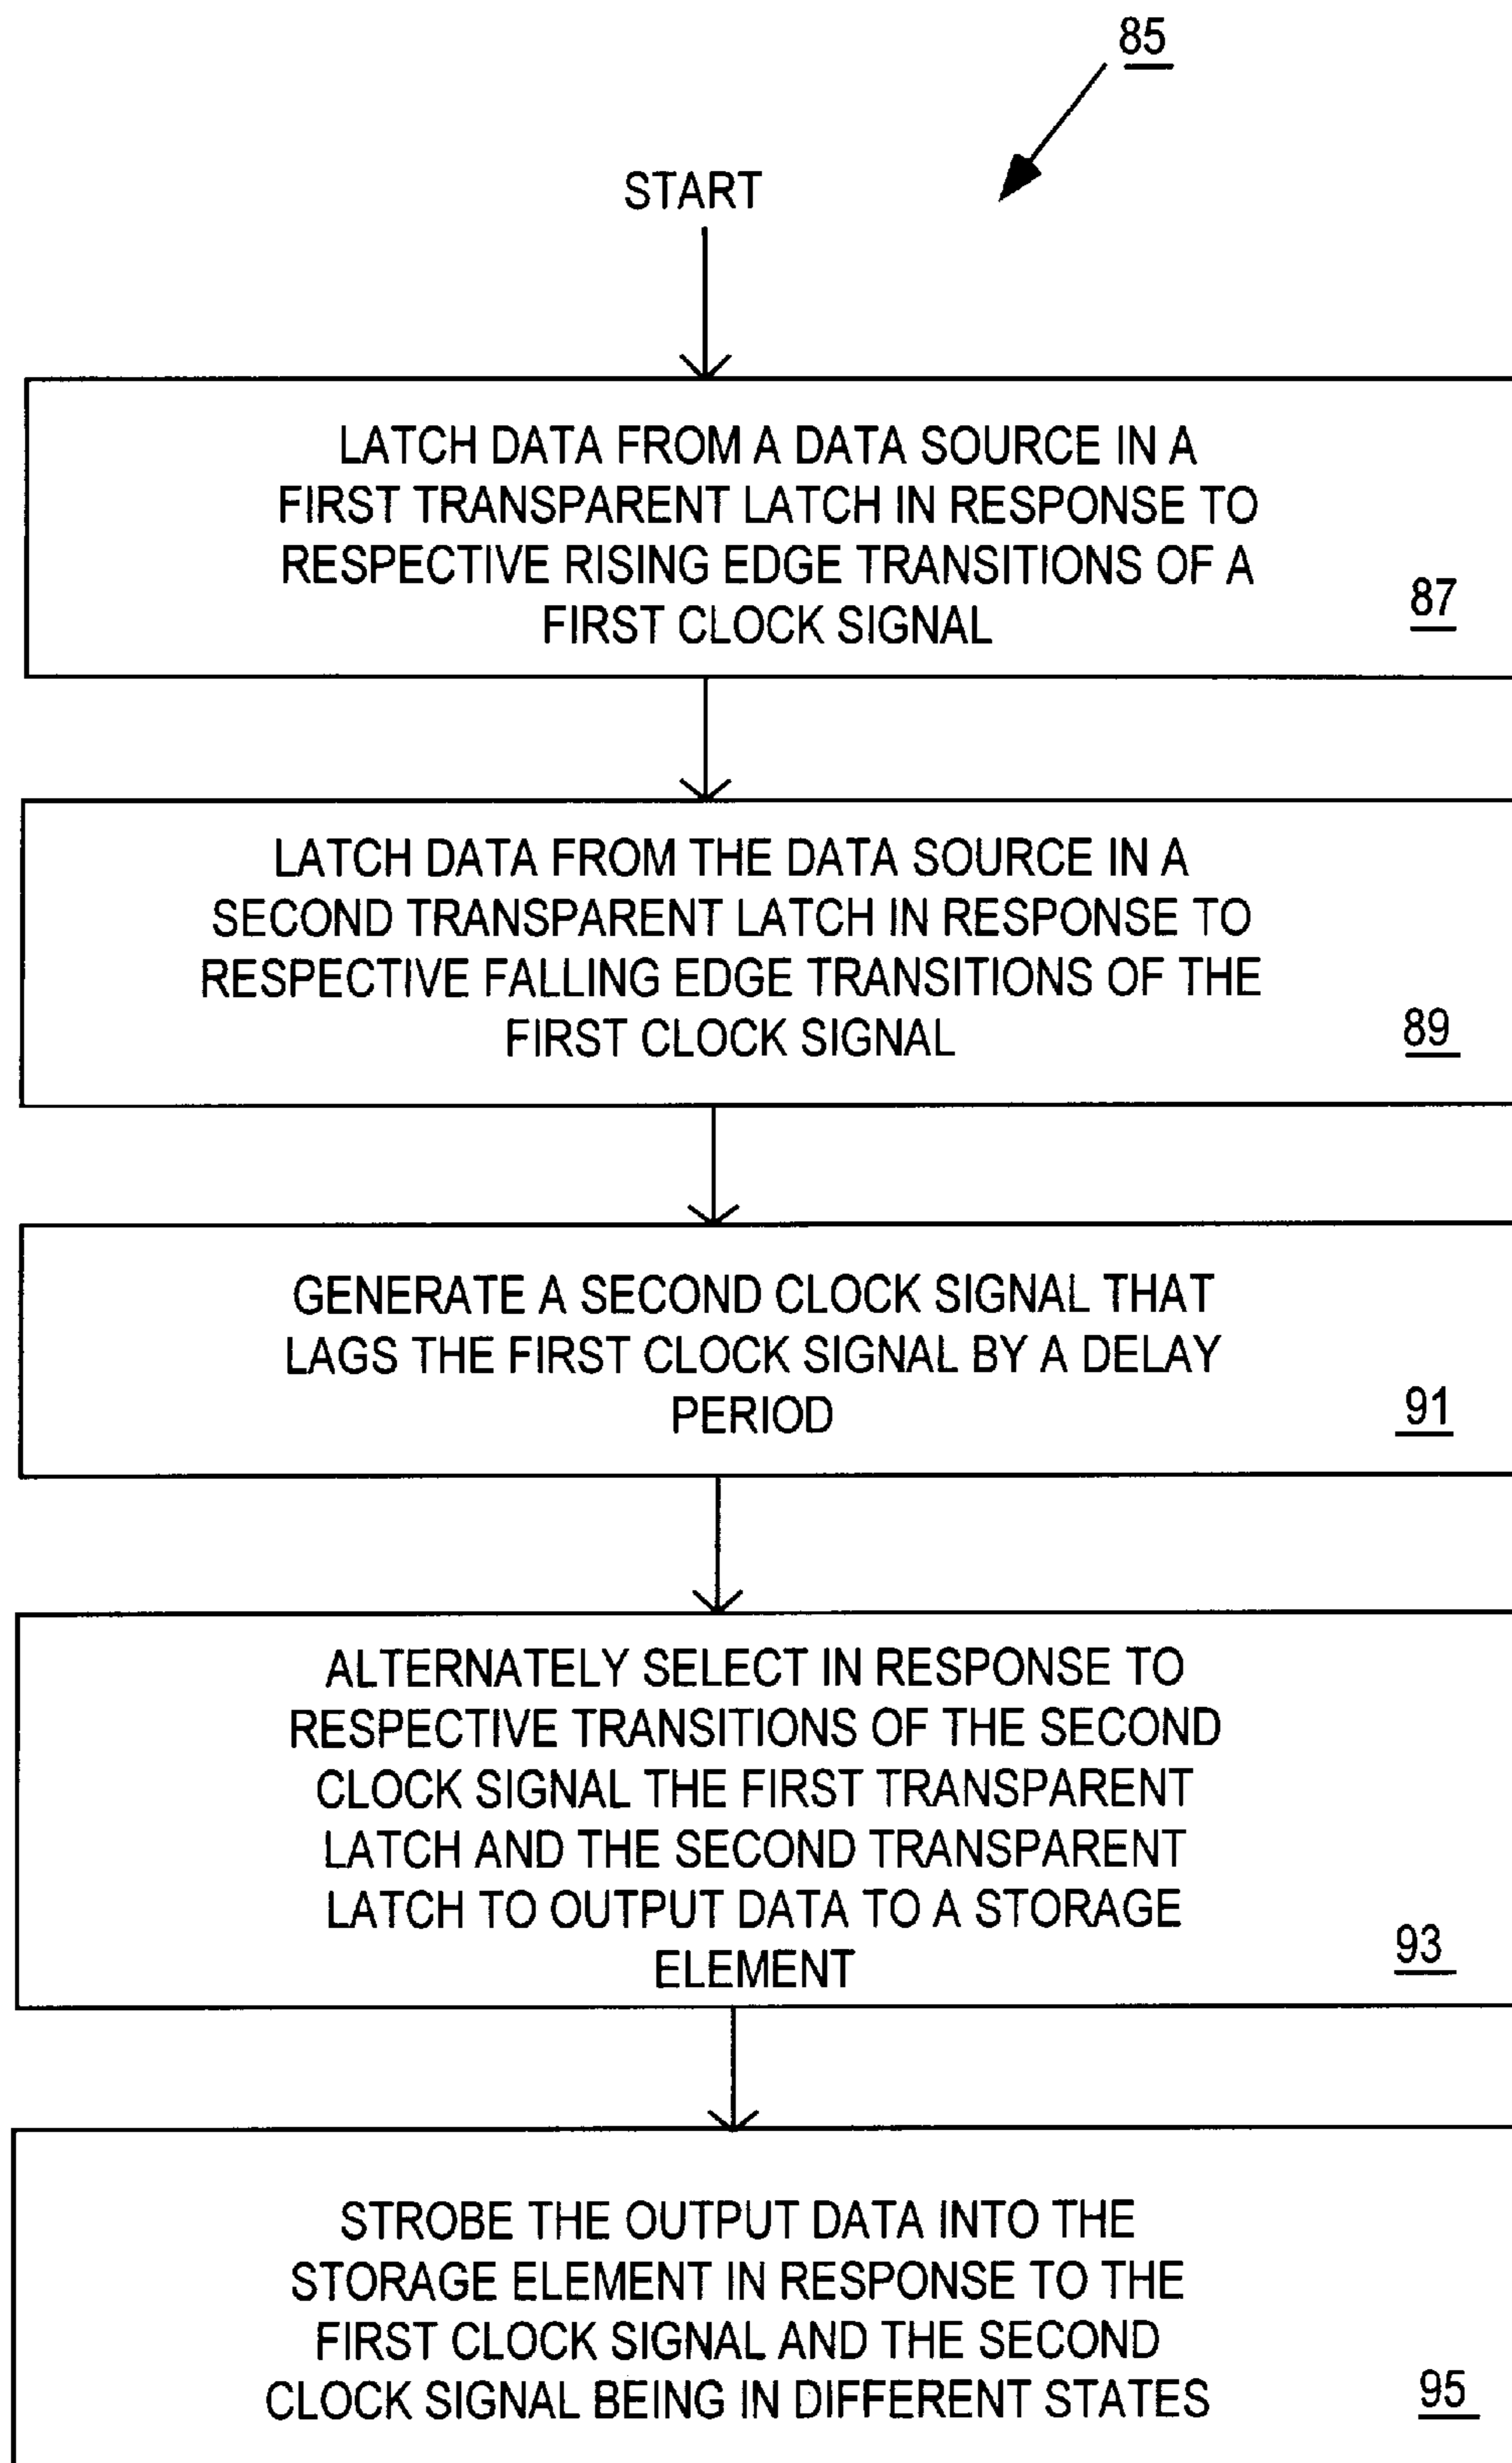 85
START
LATCH DATA FROM A DATA SOURCE IN A
FIRST TRANSPARENT LATCH IN RESPONSE TO
RESPECTIVE RISING EDGE TRANSITIONS OF A
FIRST CLOCK SIGNAL
87
LATCH DATA FROM THE DATA SOURCE IN A
SECOND TRANSPARENT LATCH IN RESPONSE TO
RESPECTIVE FALLING EDGE TRANSITIONS OF THE
FIRST CLOCK SIGNAL
89
GENERATE A SECOND CLOCK SIGNAL THAT
LAGS THE FIRST CLOCK SIGNAL BY A DELAY
PERIOD
91
ALTERNATELY SELECT IN RESPONSE TO
RESPECTIVE TRANSITIONS OF THE SECOND
CLOCK SIGNAL THE FIRST TRANSPARENT
LATCH AND THE SECOND TRANSPARENT
LATCH TO OUTPUT DATA TO A STORAGE
ELEMENT
93
STROBE THE OUTPUT DATA INTO THE
STORAGE ELEMENT IN RESPONSE TO THE
FIRST CLOCK SIGNAL AND THE SECOND
CLOCK SIGNAL BEING IN DIFFERENT STATES
95